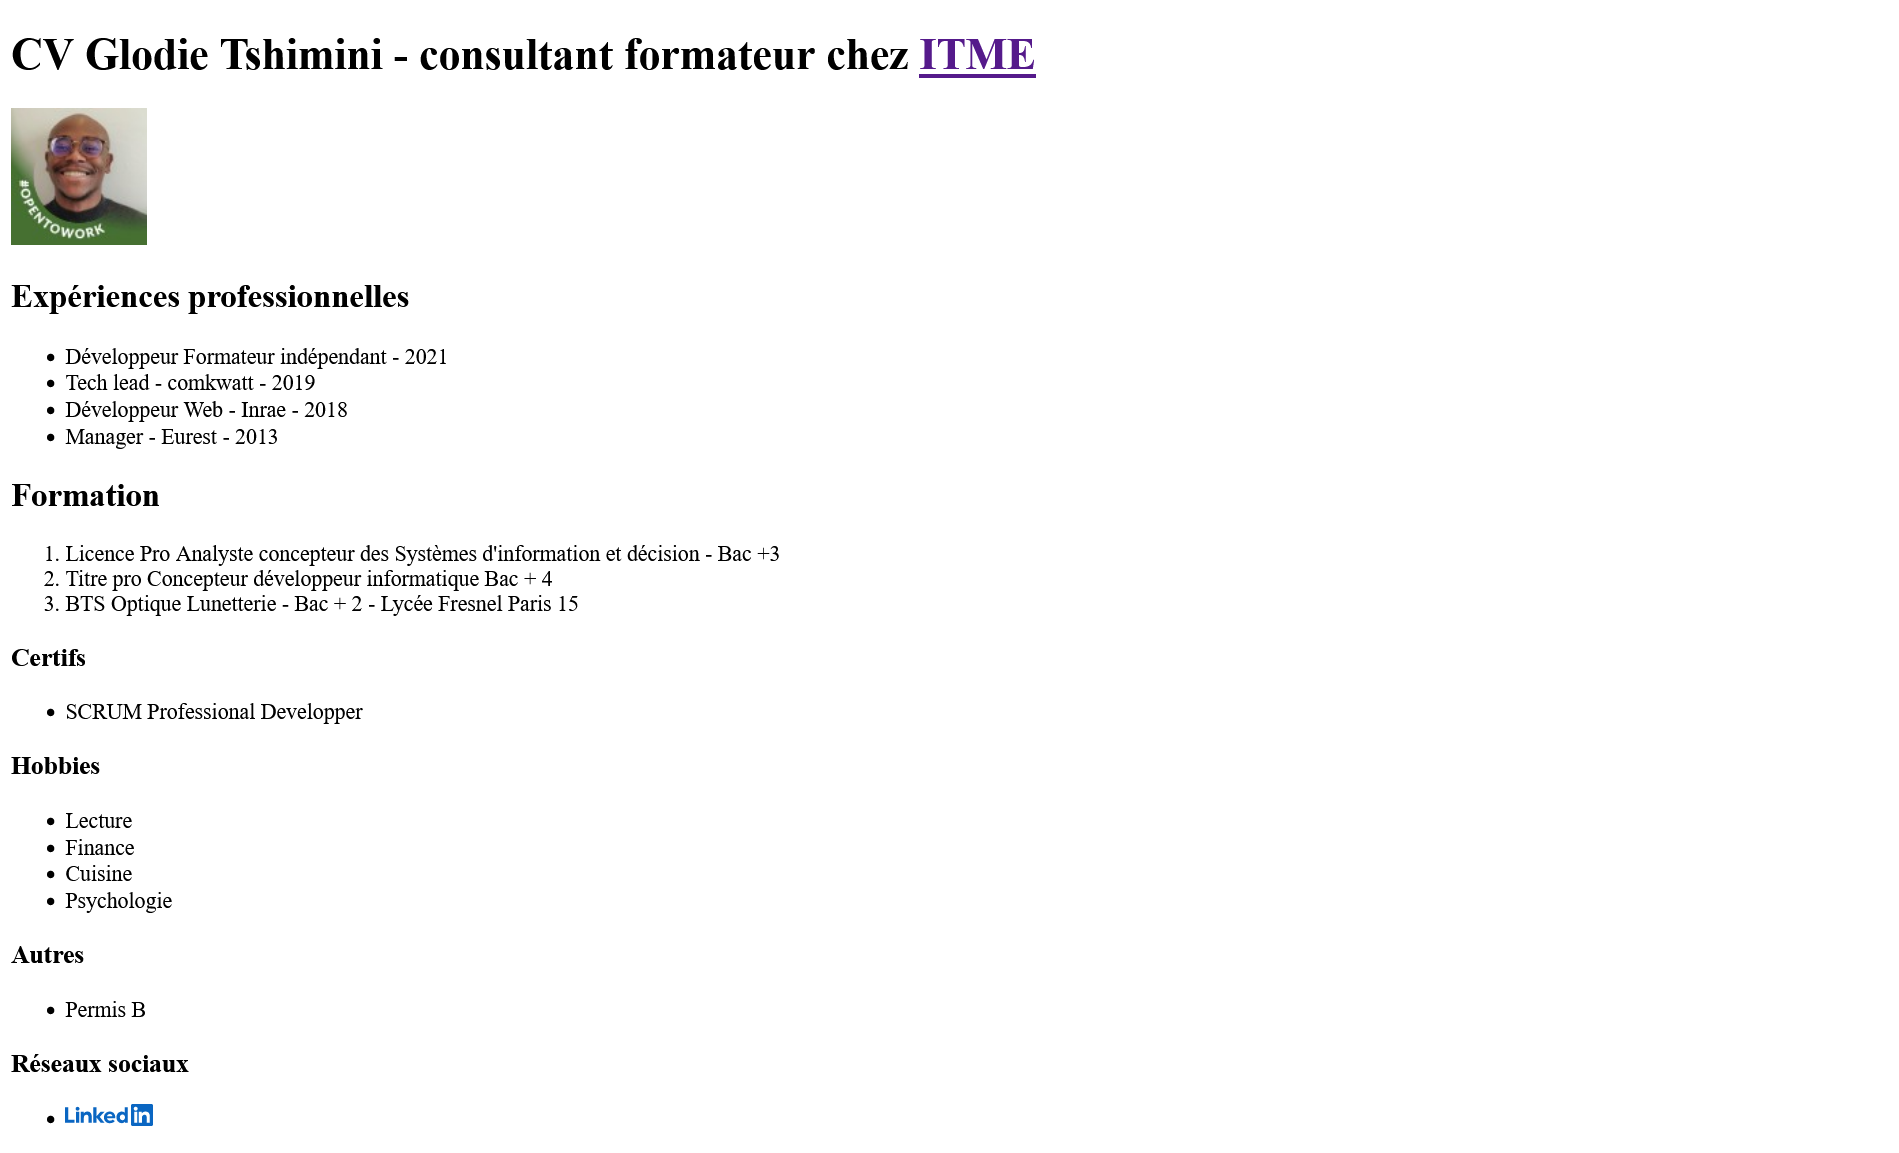 CV Glodie Tshimini - consultant formateur chez ITME
#OPENTOWORK
Expériences professionnelles
Développeur Formateur indépendant - 2021
Tech lead - comkwatt - 2019
Développeur Web - Inrae - 2018
Manager - Eurest - 2013
Formation
1. Licence Pro Analyste concepteur des Systèmes d'information et décision - Bac +3
2. Titre pro Concepteur développeur informatique Bac + 4
3. BTS Optique Lunetterie - Bac + 2 - Lycée Fresnel Paris 15
Certifs
SCRUM Professional Developper
Hobbies
Lecture
Finance
Cuisine
Psychologie
Autres
Permis B
Réseaux sociaux
Linkedin